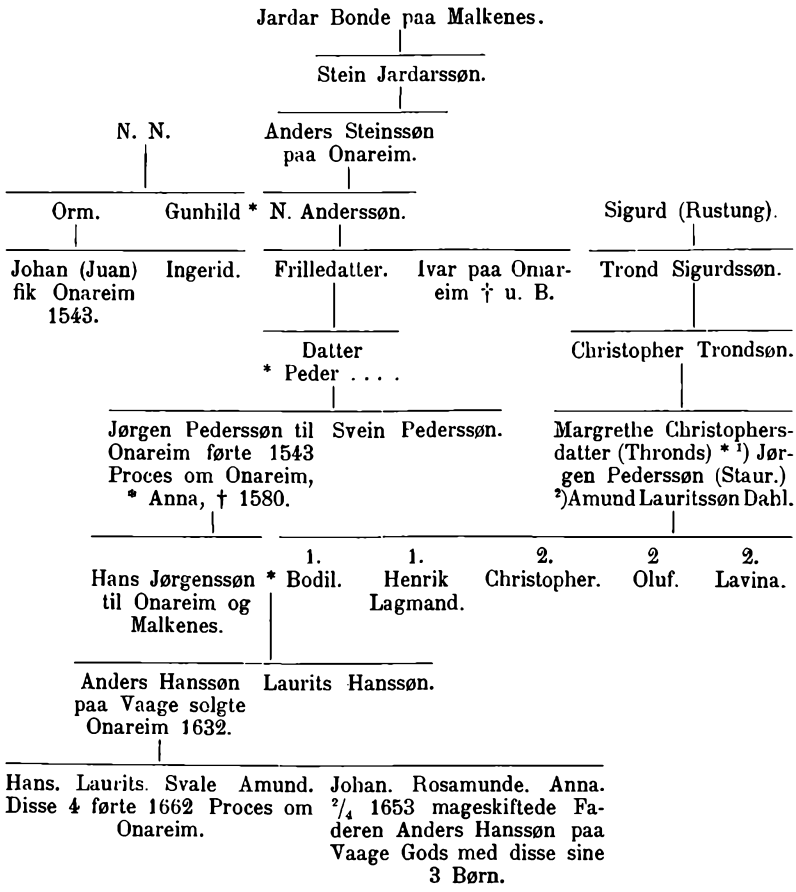 Jardar Bonde paa Malkenes.
Stein Jardarssøn.
N. N.
Anders Steinssøn
paa Onareim.
Orm. Gunhild * N. Anderssøn. Sigurd (Rustung).
Johan (Juan)
fik Onareim
1543.
Ingerid.
Frilledatter.
Ivar paa Omar-
eim † u. B.
Trond Sigurdssøn.
Datter
* Peder . . . .
Christopher Trondsøn.
Jørgen Pederssøn til
Onareim førte 1543
Proces om Onareim,
* Anna, † 1580.
Svein Pederssøn.
Margrethe Christophers-
datter (Thronds) * ¹) Jør-
gen Pederssøn (Staur.)
²) Amund Lauritssøn Dahl.
Hans Jørgenssøn
til Onareim og
Malkenes.
1.
* Bodil.
1.
Henrik
Lagmand.
2.
Christopher.
2
Oluf.
2.
Lavina.
Anders Hanssøn
paa Vaage solgte
Onareim 1632.
Laurits Hanssøn.
Hans. Laurits. Svale Amund.
Disse 4 førte 1662 Proces om
Onareim.
Johan. Rosamunde. Anna.
²/₄ 1653 mageskiftede Fa-
deren Anders Hanssøn paa
Vaage Gods med disse sine
3 Børn.